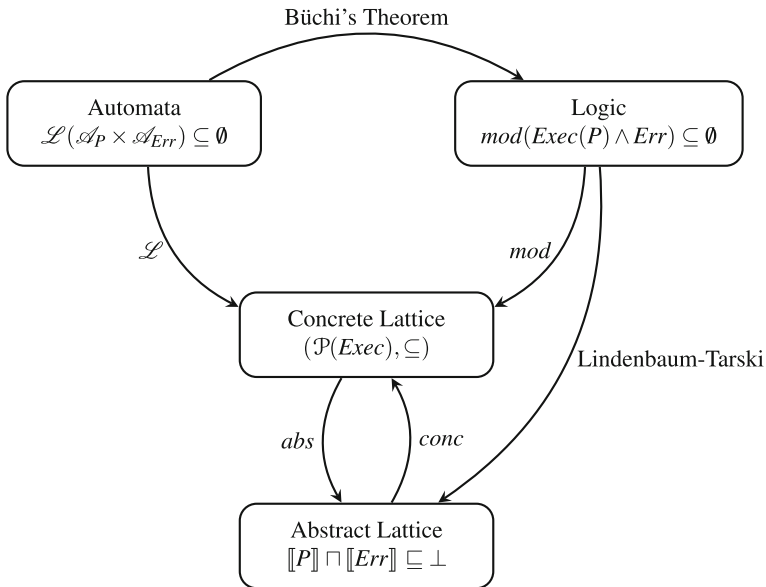 Büchi's Theorem
Automata
ℒ(𝒜_P × 𝒜_Err) ⊆ ∅
Logic
mod(Exec(P) ∧ Err) ⊆ ∅
ℒ
mod
Concrete Lattice
(𝒫(Exec), ⊆)
Lindenbaum-Tarski
abs
conc
Abstract Lattice
⟦P⟧ ⊓ ⟦Err⟧ ⊑ ⊥